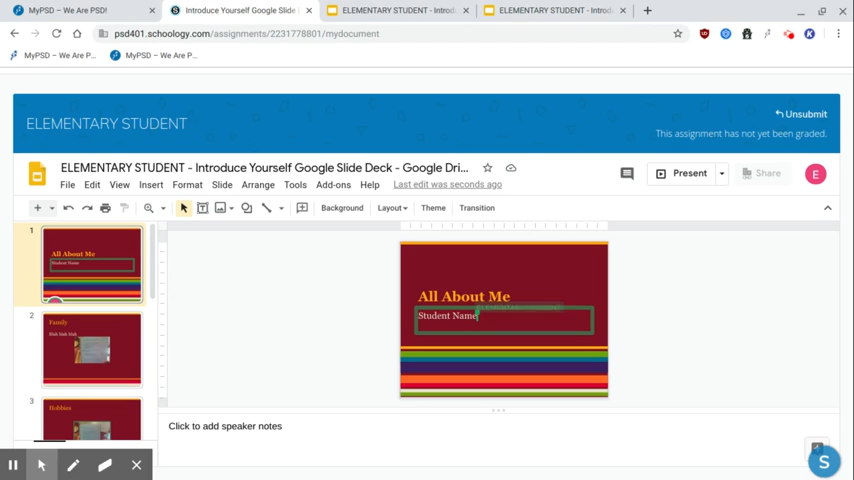 MyPSD – We Are PSD!
Introduce Yourself Google Slide
ELEMENTARY STUDENT - Introdu
ELEMENTARY STUDENT - Introdu
psd401.schoology.com/assignments/2231778801/mydocument
MyPSD – We Are P...
MyPSD – We Are P...
ELEMENTARY STUDENT
Unsubmit
This assignment has not yet been graded.
ELEMENTARY STUDENT - Introduce Yourself Google Slide Deck - Google Dri...
File Edit View Insert Format Slide Arrange Tools Add-ons Help Last edit was seconds ago
Present
Share
E
Background Layout Theme Transition
1
All About Me
Student Name
2
Family
Blah blah blah
3
Hobbies
All About Me
Student Name
Click to add speaker notes
S